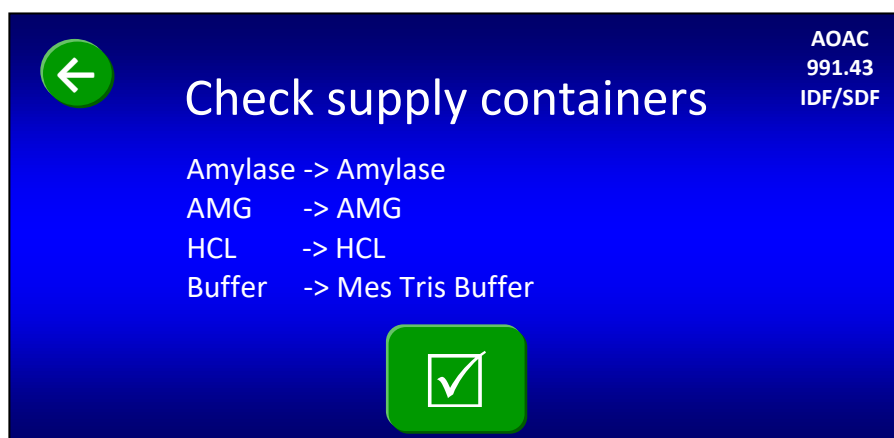 AOAC
991.43
IDF/SDF
Check supply containers
Amylase -> Amylase
AMG -> AMG
HCL -> HCL
Buffer -> Mes Tris Buffer